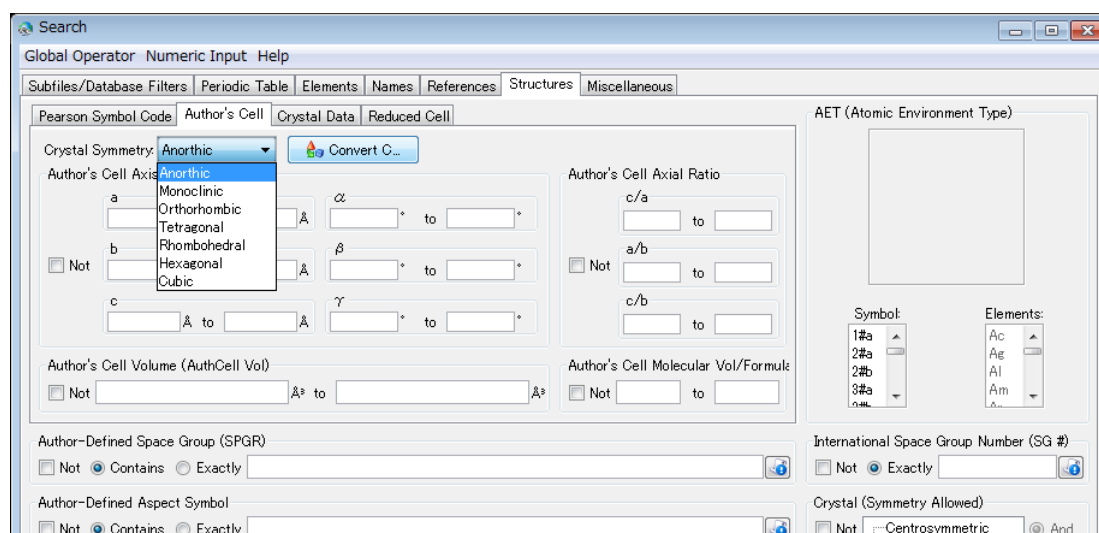 Search
Global Operator Numeric Input Help
Subfiles/Database Filters Periodic Table Elements Names References Structures Miscellaneous
Pearson Symbol Code Author's Cell Crystal Data Reduced Cell
Crystal Symmetry: Anorthic Convert C...
Anorthic
Monoclinic
Orthorhombic
Tetragonal
Rhombohedral
Hexagonal
Cubic
Author's Cell Axis
a
Å
α
° to °
b
Not
Å
β
° to °
c
Å to Å
γ
° to °
Author's Cell Axial Ratio
c/a
to
a/b
Not
to
c/b
to
Author's Cell Volume (AuthCell Vol)
Not Å³ to Å³
Author's Cell Molecular Vol/Formula
Not to
AET (Atomic Environment Type)
Symbol: Elements:
1#a Ac
2#a Ag
2#b Al
3#a Am
Author-Defined Space Group (SPGR)
Not Contains Exactly
International Space Group Number (SG #)
Not Exactly
Author-Defined Aspect Symbol
Not Contains Exactly
Crystal (Symmetry Allowed)
Not Centrosymmetric And